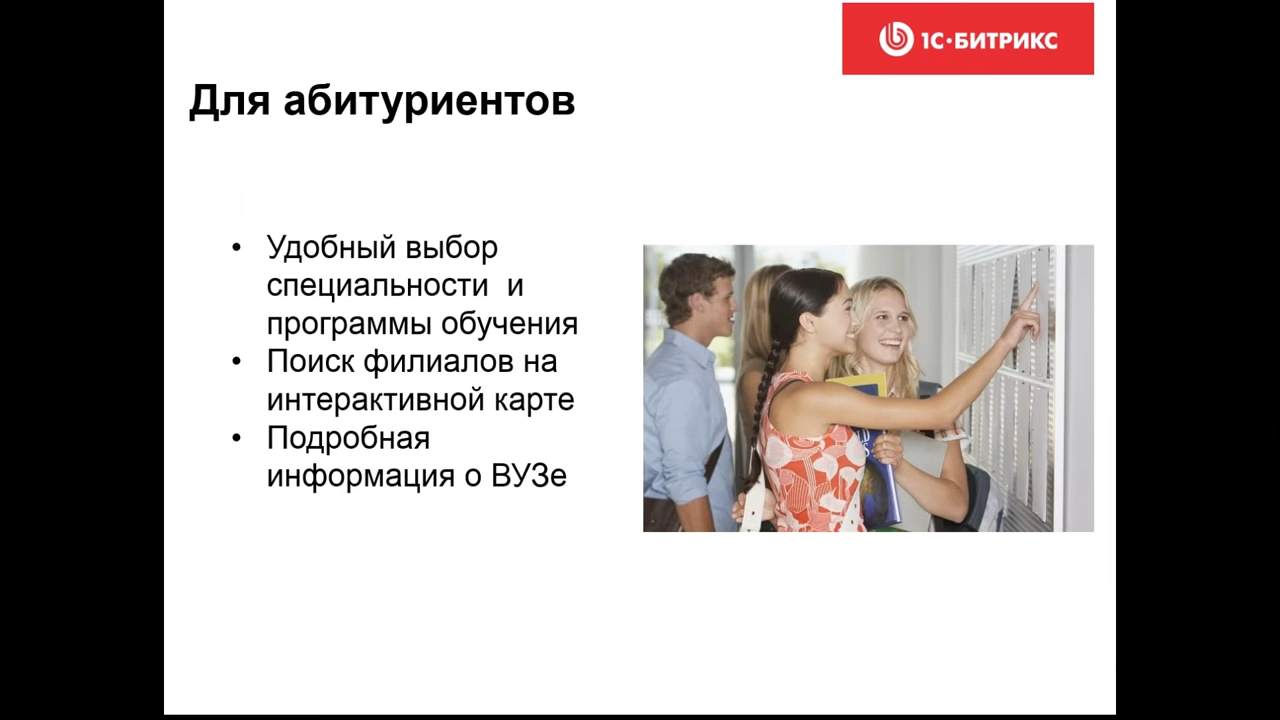 1С•БИТРИКС
Для абитуриентов
• Удобный выбор
специальности и
программы обучения
• Поиск филиалов на
интерактивной карте
• Подробная
информация о ВУЗе